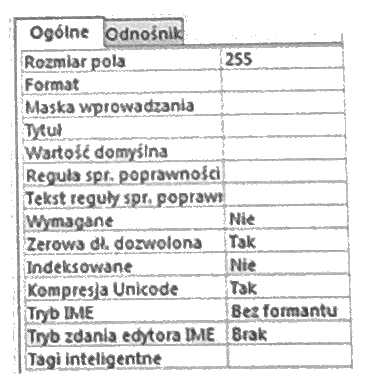 Ogólne Odnośnik
Rozmiar pola 255
Format
Maska wprowadzania
Tytuł
Wartość domyślna
Reguła spr. poprawności
Tekst reguły spr. popraw
Wymagane Nie
Zerowa dł. dozwolona Tak
Indeksowane Nie
Kompresja Unicode Tak
Tryb IME Bez formantu
Tryb zdania edytora IME Brak
Tagi inteligentne